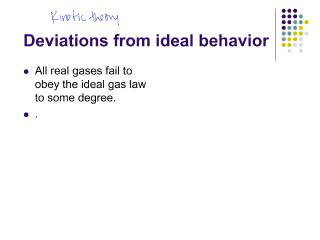 Kinetic theory
Deviations from ideal behavior
• All real gases fail to
obey the ideal gas law
to some degree.
• .